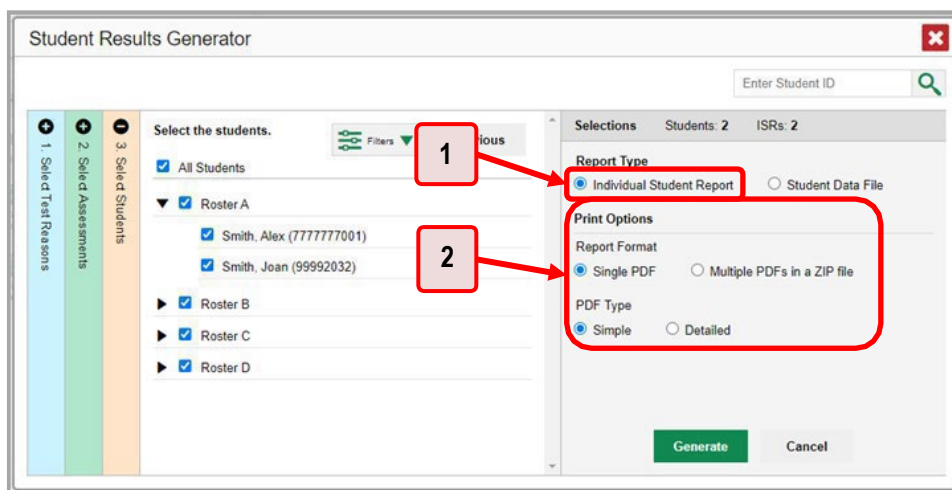 Student Results Generator
Enter Student ID
1. Select Test Reasons
2. Select Assessments
3. Select Students
Select the students.
Filters
ious
All Students
Roster A
Smith, Alex (7777777001)
Smith, Joan (99992032)
Roster B
Roster C
Roster D
1
2
Selections Students: 2 ISRs: 2
Report Type
Individual Student Report Student Data File
Print Options
Report Format
Single PDF Multiple PDFs in a ZIP file
PDF Type
Simple Detailed
Generate Cancel